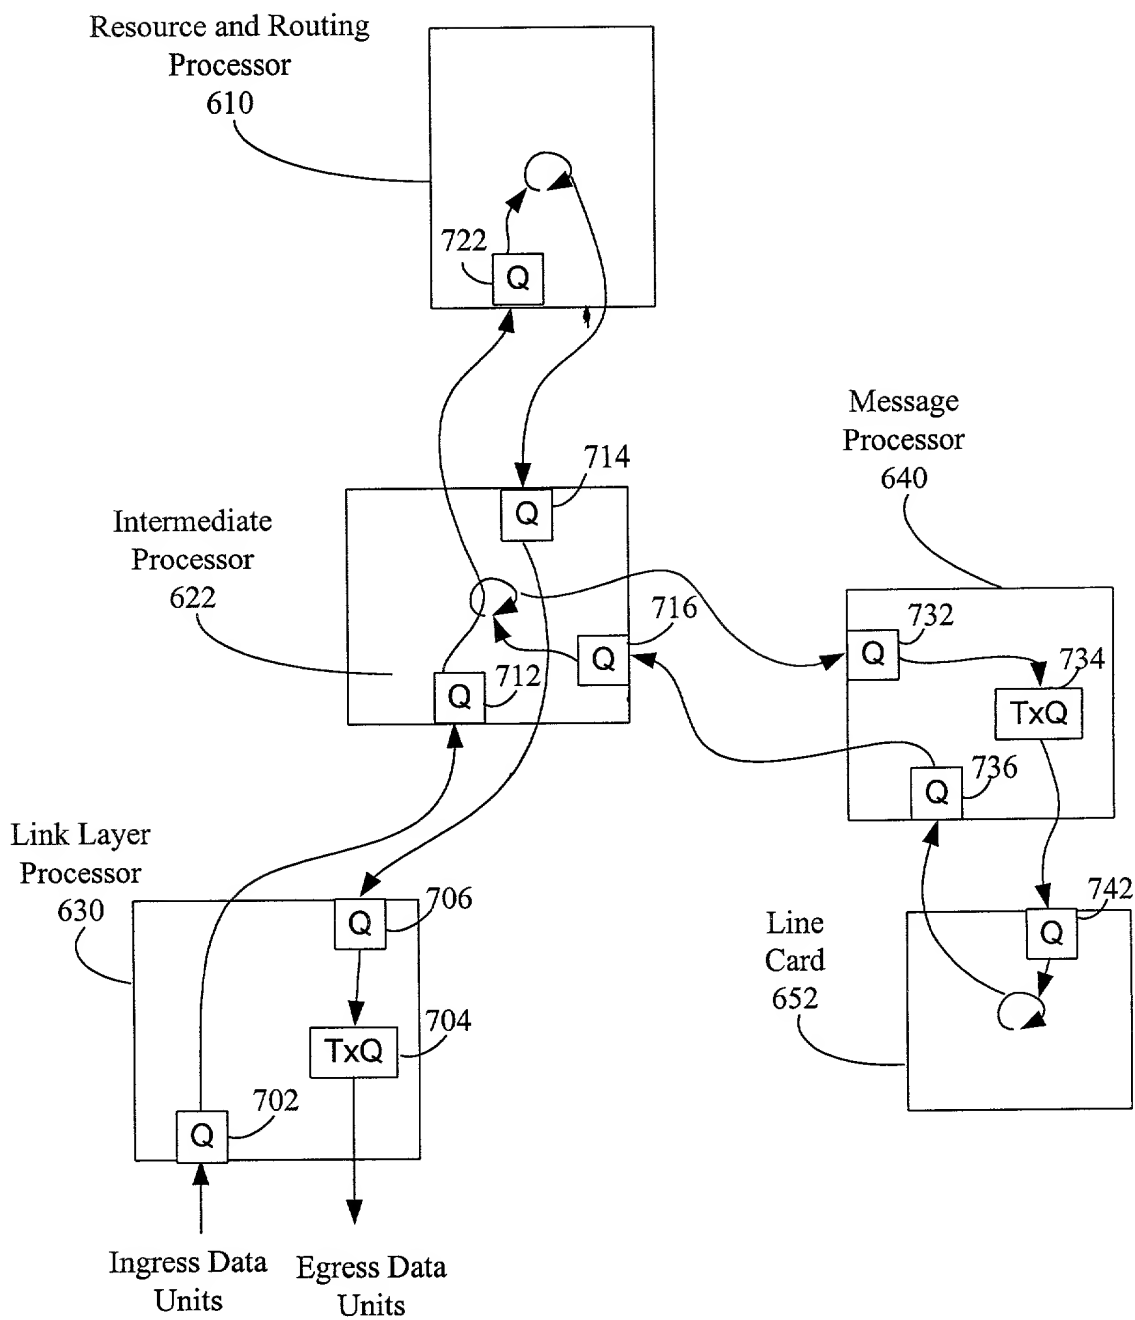 Resource and Routing
Processor
610
722
Q
714
Q
Message
Processor
640
Intermediate
Processor
622
716
Q
712
Q
732
Q
734
TxQ
736
Q
Link Layer
Processor
630
706
Q
704
TxQ
702
Q
742
Q
Line
Card
652
Ingress Data
Units
Egress Data
Units